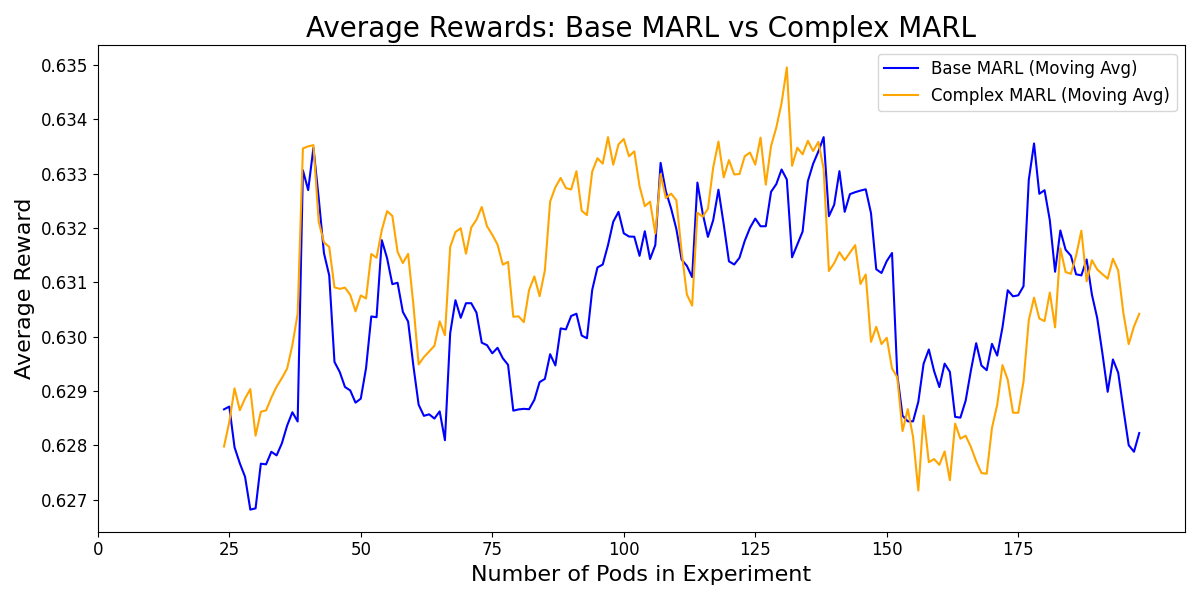 Average Rewards: Base MARL vs Complex MARL
Base MARL (Moving Avg)
Complex MARL (Moving Avg)
Average Reward
0.635
0.634
0.633
0.632
0.631
0.630
0.629
0.628
0.627
0 25 50 75 100 125 150 175
Number of Pods in Experiment